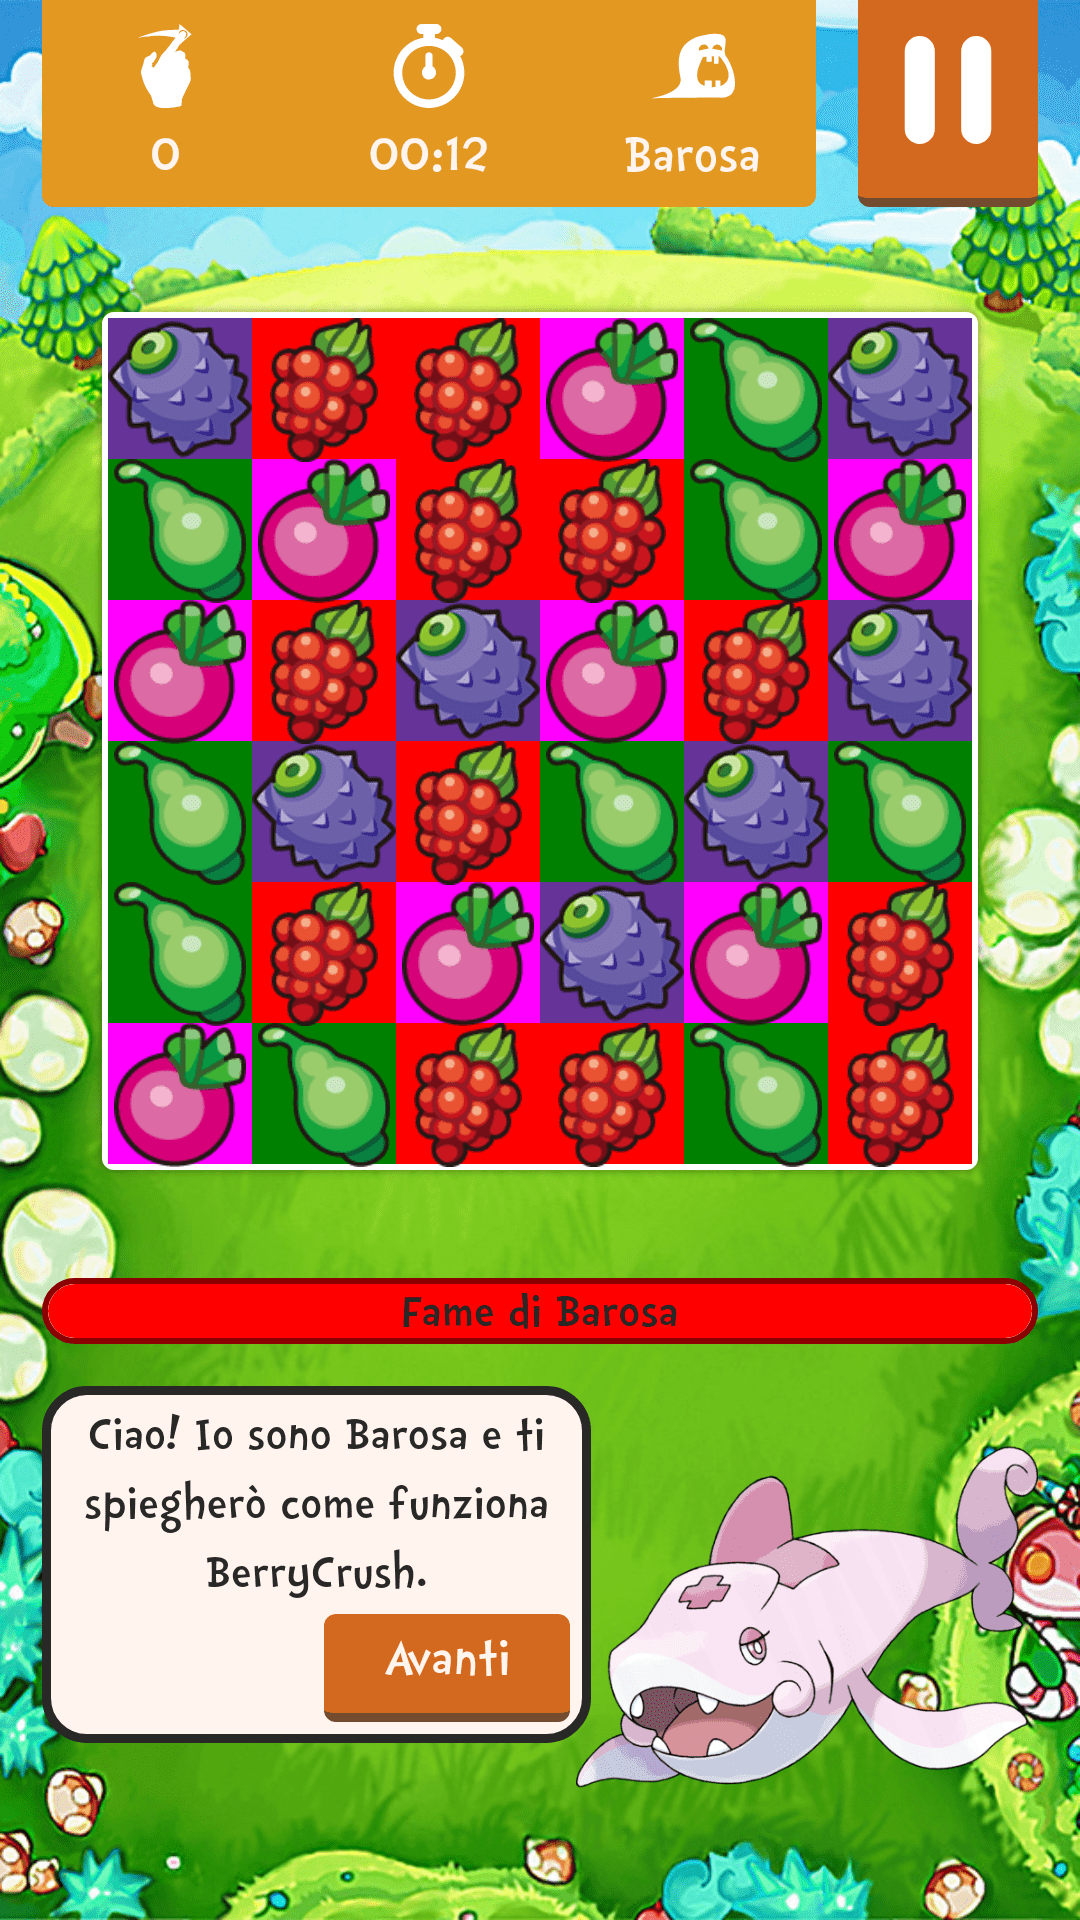 0
00:12
Barosa
Fame di Barosa
Ciao! Io sono Barosa e ti
spiegherò come funziona
BerryCrush.
Avanti